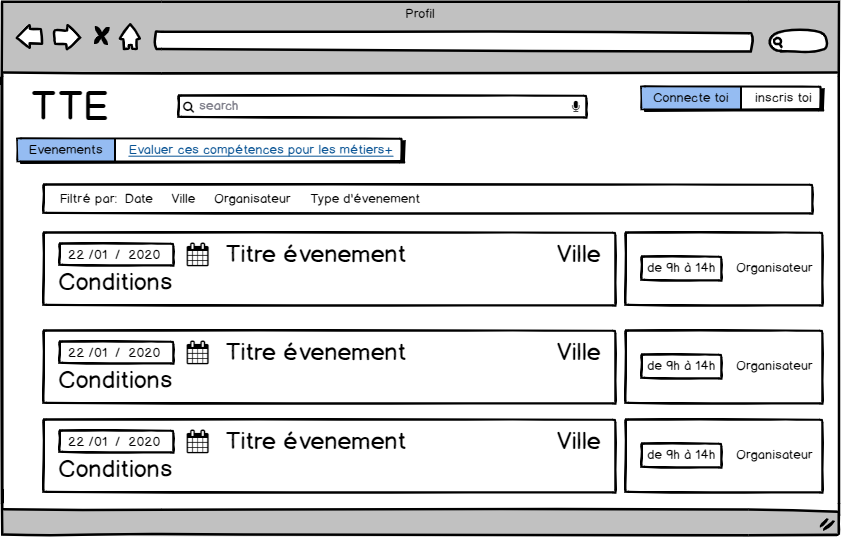 Profil
TTE
search
Connecte toi inscris toi
Evenements Evaluer ces compétences pour les métiers+
Filtré par: Date Ville Organisateur Type d'évenement
22 /01 / 2020 Titre évenement Ville
Conditions
de 9h à 14h Organisateur
22 /01 / 2020 Titre évenement Ville
Conditions
de 9h à 14h Organisateur
22 /01 / 2020 Titre évenement Ville
Conditions
de 9h à 14h Organisateur